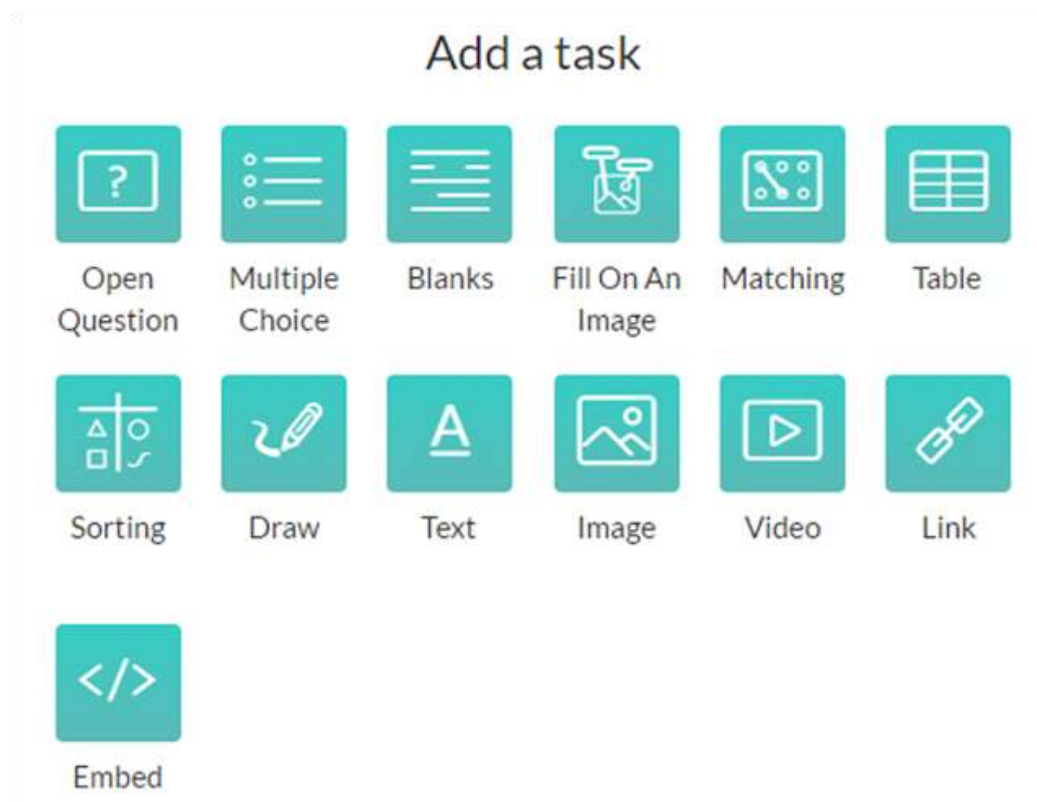 Add a task
?
Open Question
Multiple Choice
Blanks
Fill On An Image
Matching
Table
A
Sorting
Draw
Text
Image
Video
Link
</>
Embed